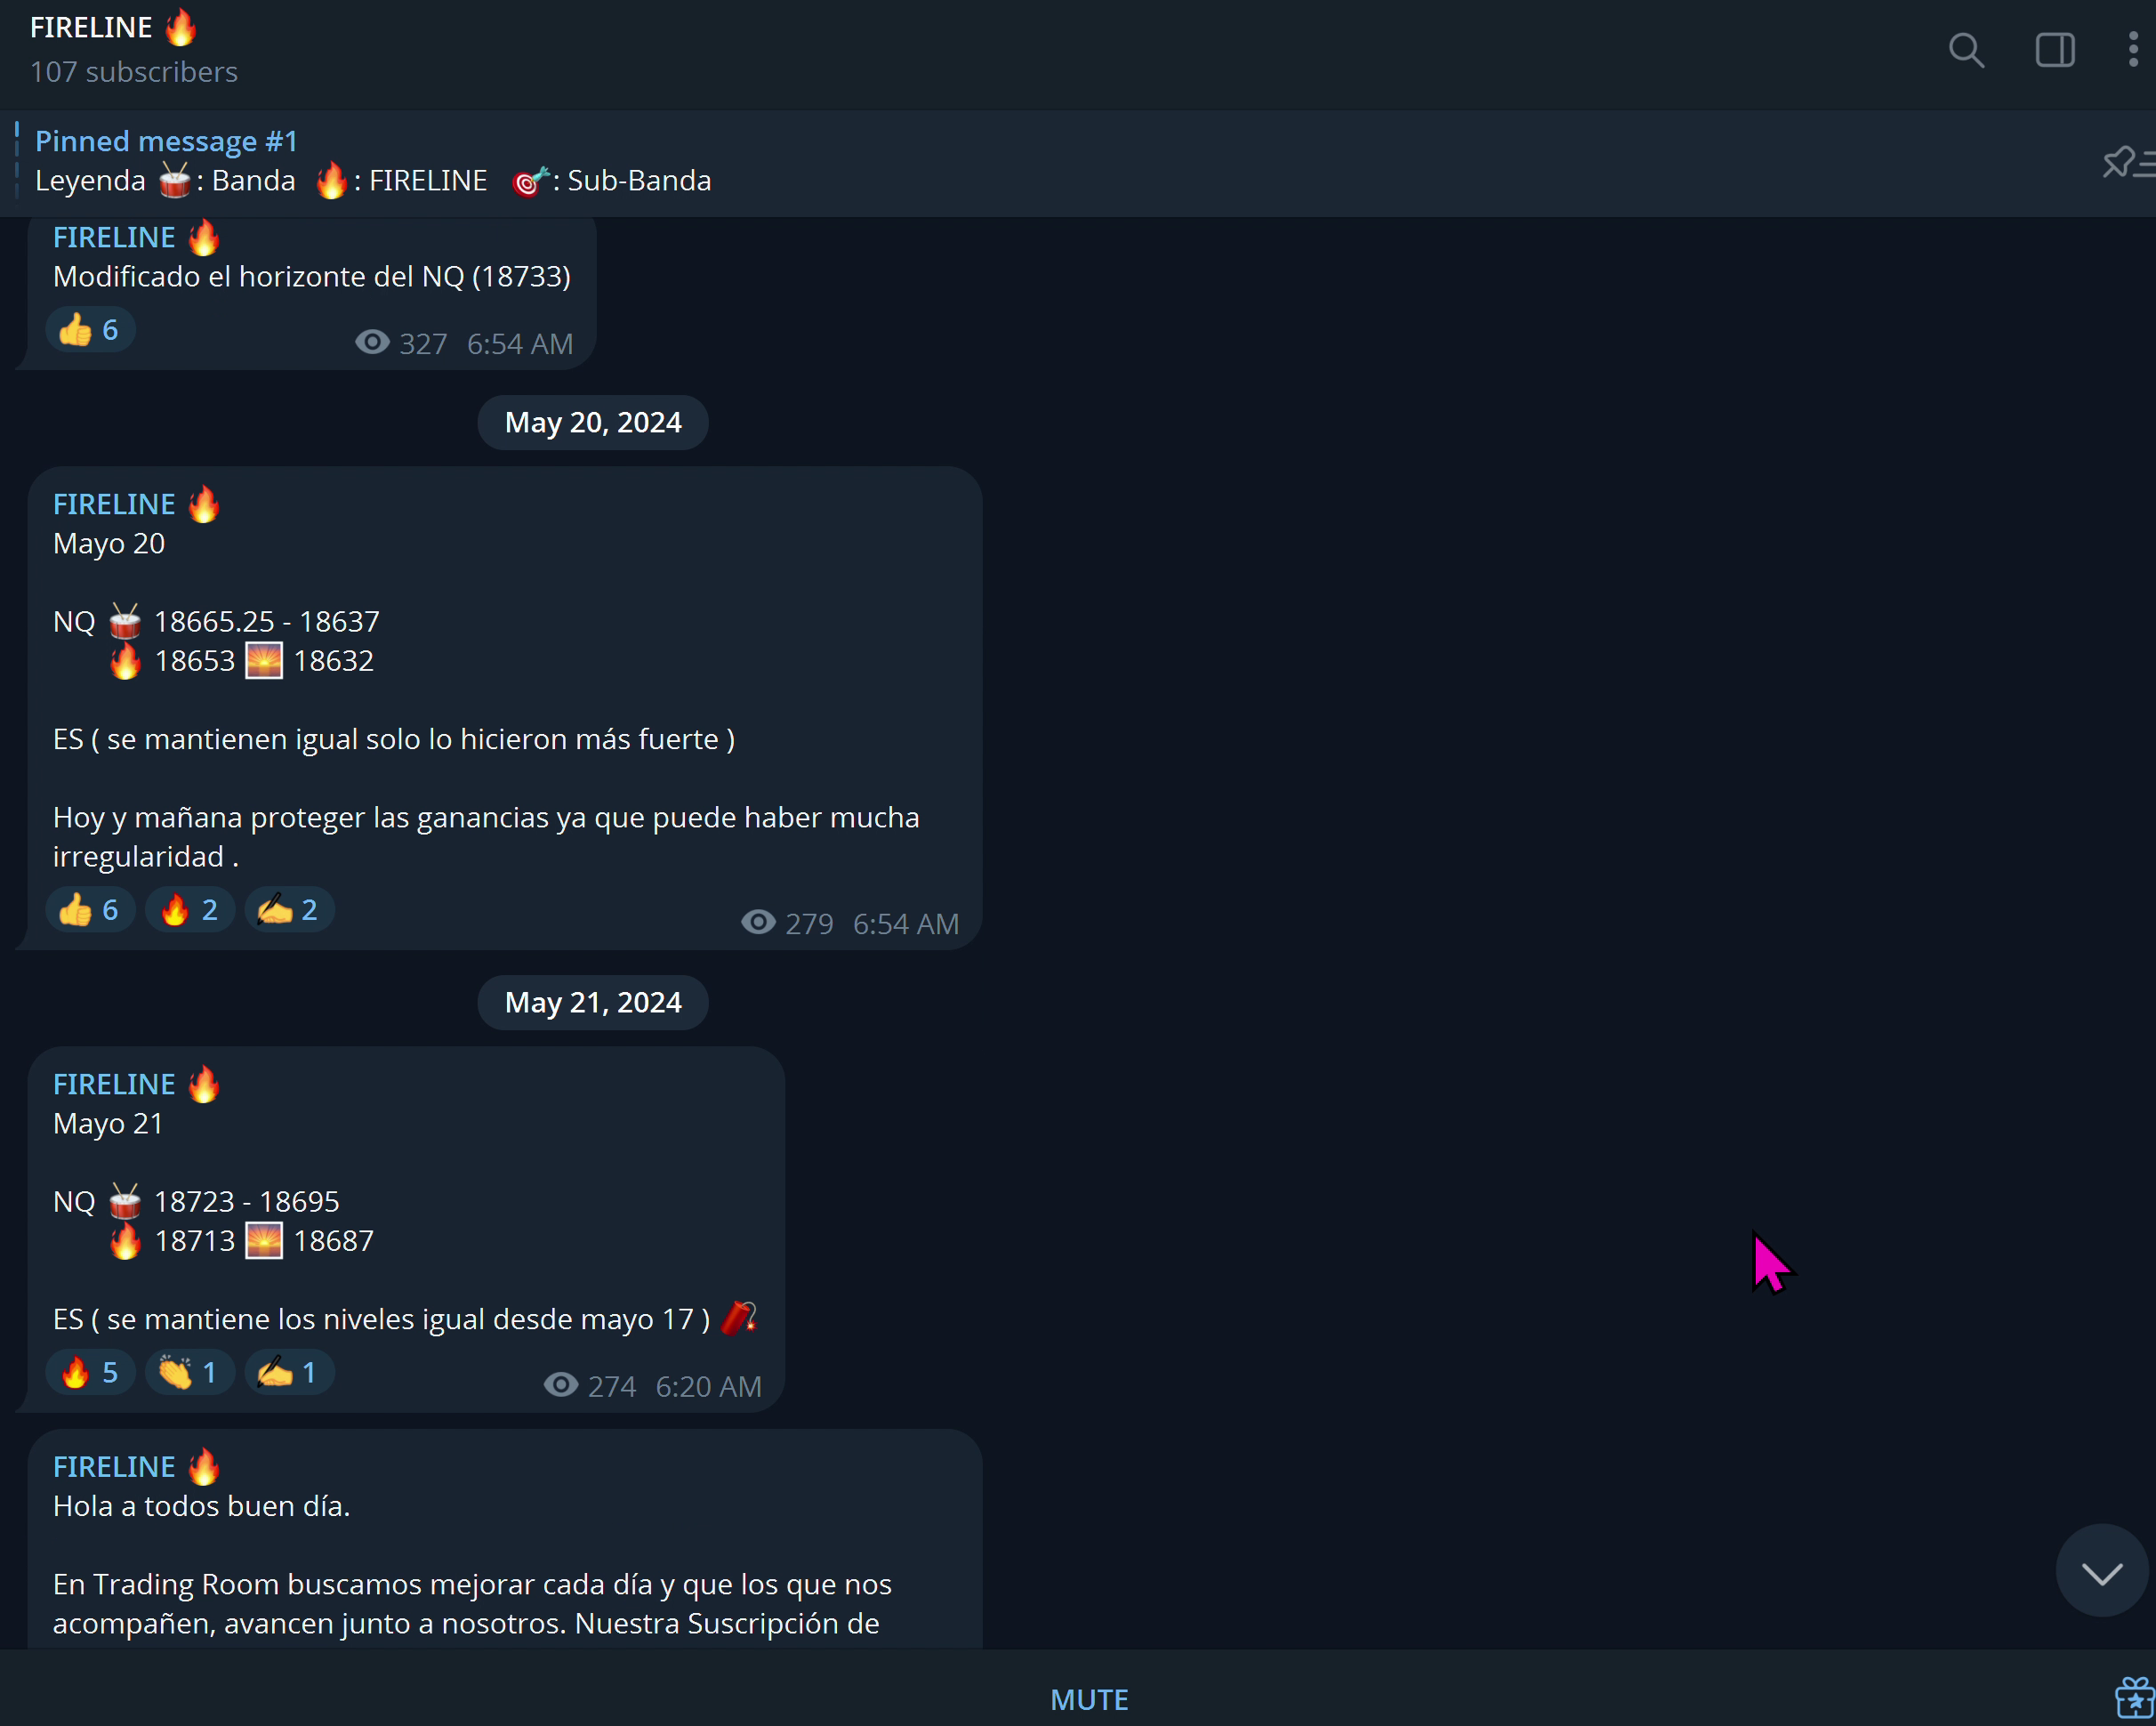 FIRELINE 🔥
107 subscribers
Pinned message #1
Leyenda 🥁: Banda 🔥: FIRELINE 🎯: Sub-Banda
FIRELINE 🔥
Modificado el horizonte del NQ (18733)
👍 6
327 6:54 AM
May 20, 2024
FIRELINE 🔥
Mayo 20
NQ 🥁 18665.25 - 18637
🔥 18653 🌅 18632
ES ( se mantienen igual solo lo hicieron más fuerte )
Hoy y mañana proteger las ganancias ya que puede haber mucha
irregularidad .
👍 6 🔥 2 ✍️ 2
279 6:54 AM
May 21, 2024
FIRELINE 🔥
Mayo 21
NQ 🥁 18723 - 18695
🔥 18713 🌅 18687
ES ( se mantiene los niveles igual desde mayo 17 ) 🧨
🔥 5 👏 1 ✍️ 1
274 6:20 AM
FIRELINE 🔥
Hola a todos buen día.
En Trading Room buscamos mejorar cada día y que los que nos
acompañen, avancen junto a nosotros. Nuestra Suscripción de
MUTE